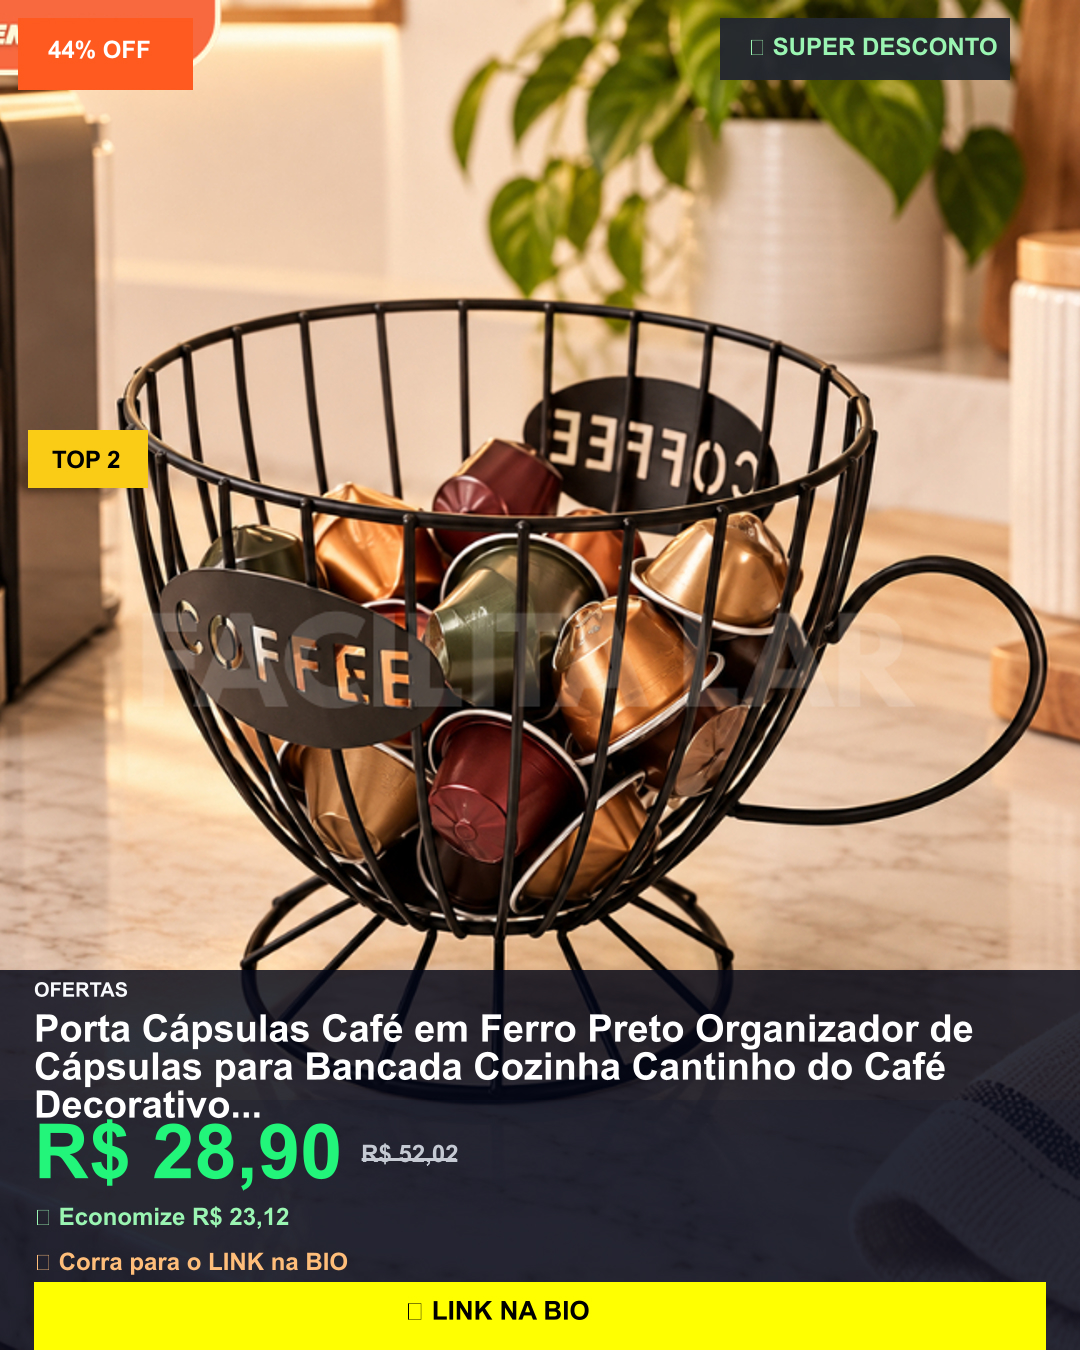 44% OFF
SUPER DESCONTO
COFFEE
TOP 2
COFFEE
FACILITA LAR
OFERTAS
Porta Cápsulas Café em Ferro Preto Organizador de
Cápsulas para Bancada Cozinha Cantinho do Café
Decorativo...
R$ 28,90 R$ 52,02
Economize R$ 23,12
Corra para o LINK na BIO
LINK NA BIO